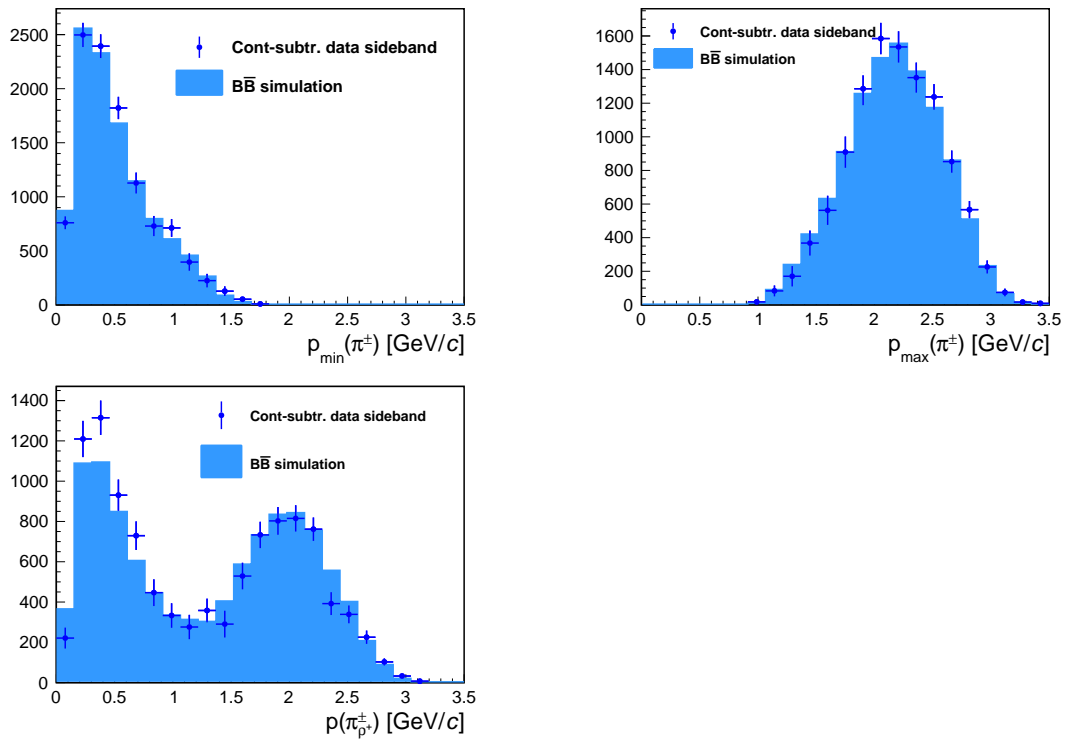 2500
2000
1500
1000
500
0
Cont-subtr. data sideband
BB̅ simulation
0 0.5 1 1.5 2 2.5 3 3.5
p_min(π±) [GeV/c]
1600
1400
1200
1000
800
600
400
200
0
Cont-subtr. data sideband
BB̅ simulation
0 0.5 1 1.5 2 2.5 3 3.5
p_max(π±) [GeV/c]
1400
1200
1000
800
600
400
200
0
Cont-subtr. data sideband
BB̅ simulation
0 0.5 1 1.5 2 2.5 3 3.5
p(π±_ρ+) [GeV/c]